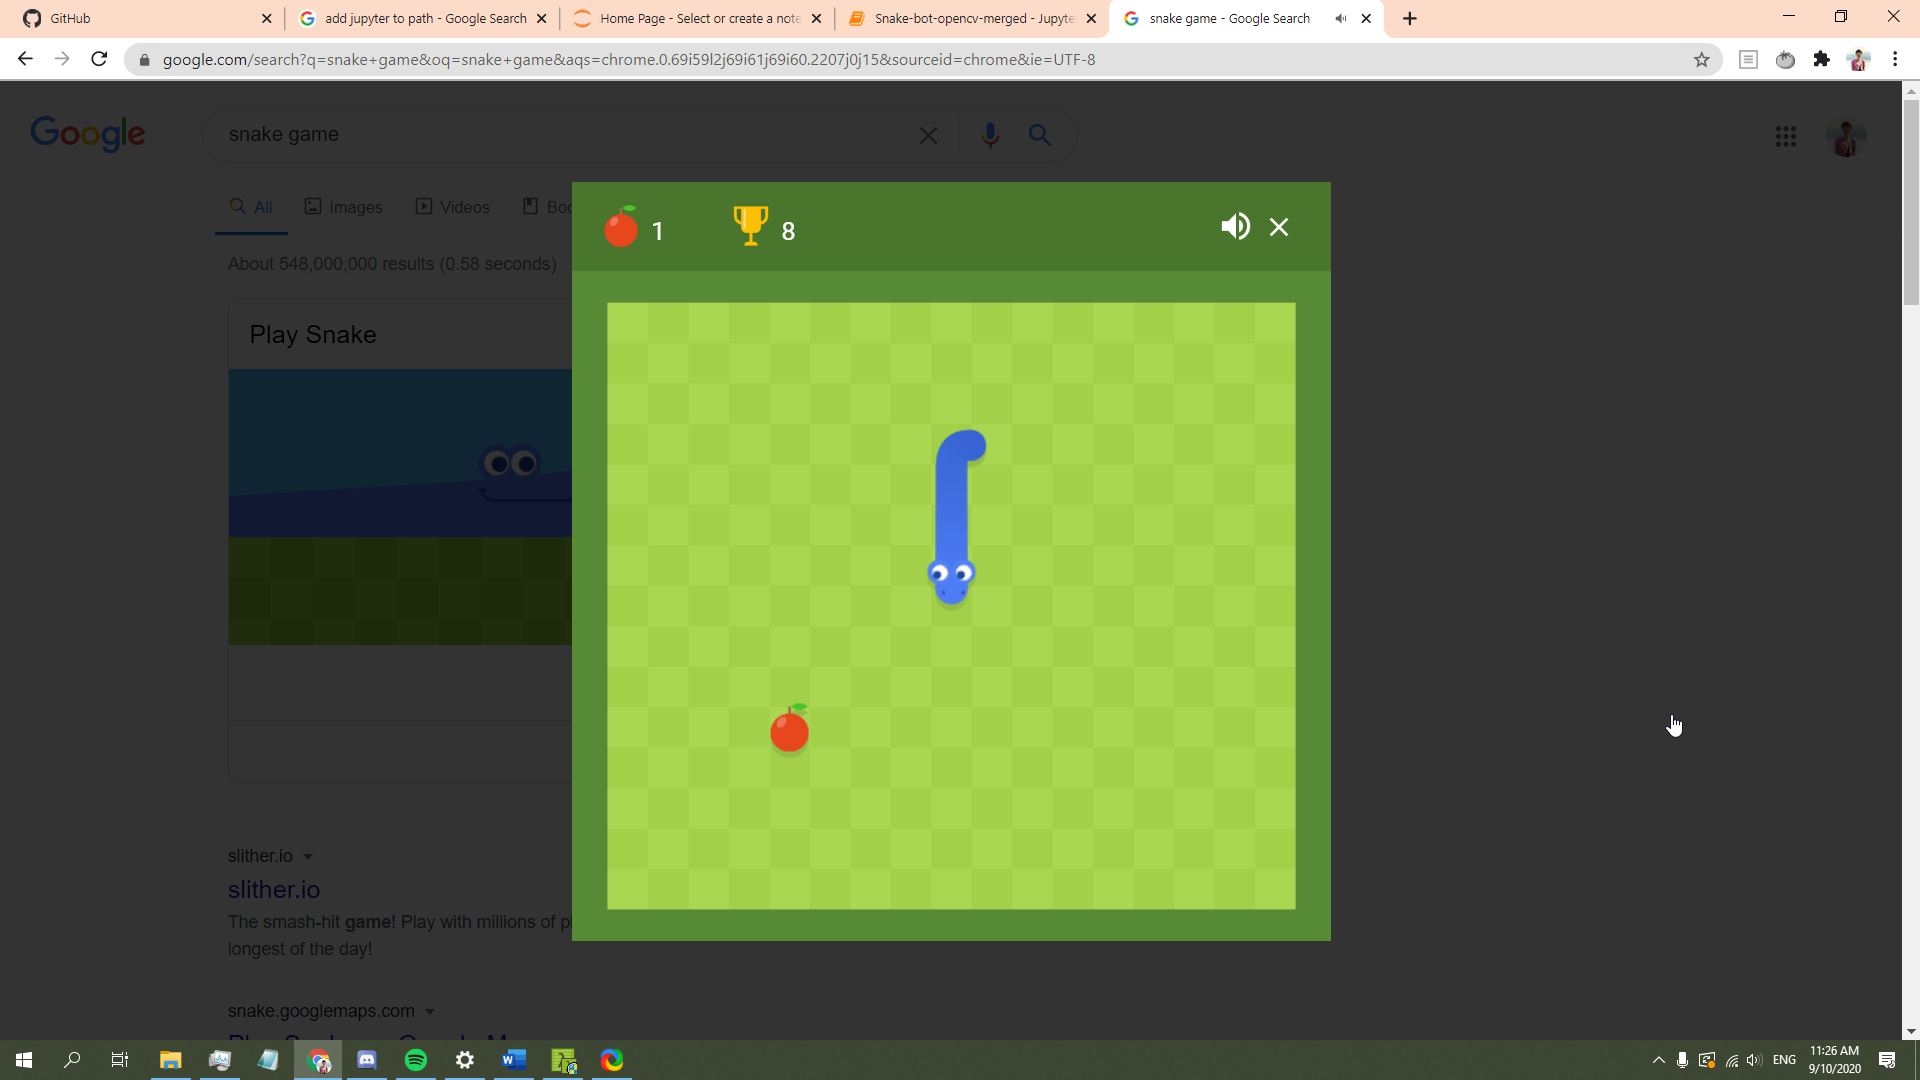 GitHub
add jupyter to path - Google Search
Home Page - Select or create a note
Snake-bot-opencv-merged - Jupyte
snake game - Google Search
google.com/search?q=snake+game&oq=snake+game&aqs=chrome.0.69i59l2j69i61j69i60.2207j0j15&sourceid=chrome&ie=UTF-8
Google
snake game
All
Images
Videos
Boo
1
8
About 548,000,000 results (0.58 seconds)
Play Snake
slither.io
slither.io
The smash-hit game! Play with millions of
longest of the day!
snake.googlemaps.com
ENG
11:26 AM
9/10/2020